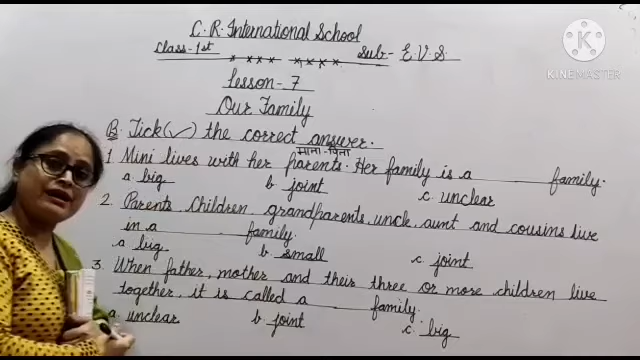 C. R. International School
Class-1st × ××× ×××× Sub- E.V.S.
Lesson-7
Our Family
B. Tick (✓) the correct answer.
माता-पिता
1. Mini lives with her parents. Her family is a ______ family.
a big b joint c. unclear
2. Parents, children, grandparents, uncle, aunt and cousins live
in a ______ family.
a big b small c. joint
3. When father, mother and their three or more children live
together, it is called a ______ family.
a. unclear b joint c. big
KINEMASTER